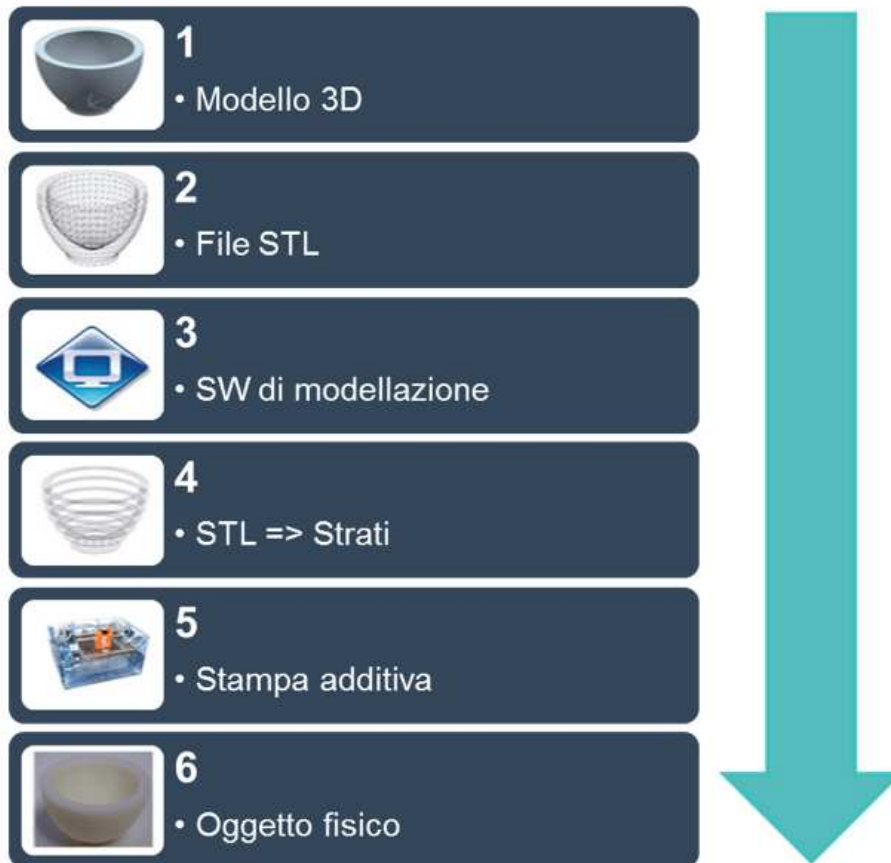 1
• Modello 3D
2
• File STL
3
• SW di modellazione
4
• STL => Strati
5
• Stampa additiva
6
• Oggetto fisico